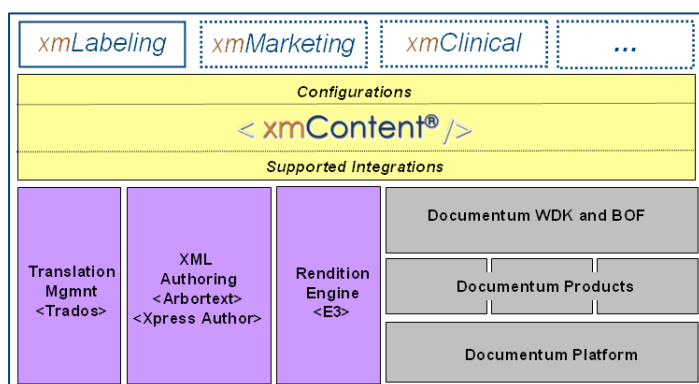 xmLabeling
xmMarketing
xmClinical
...
Configurations
< xmContent® />
Supported Integrations
Translation
Mgmnt
<Trados>
XML
Authoring
<Arbortext>
<Xpress Author>
Rendition
Engine
<E3>
Documentum WDK and BOF
Documentum Products
Documentum Platform